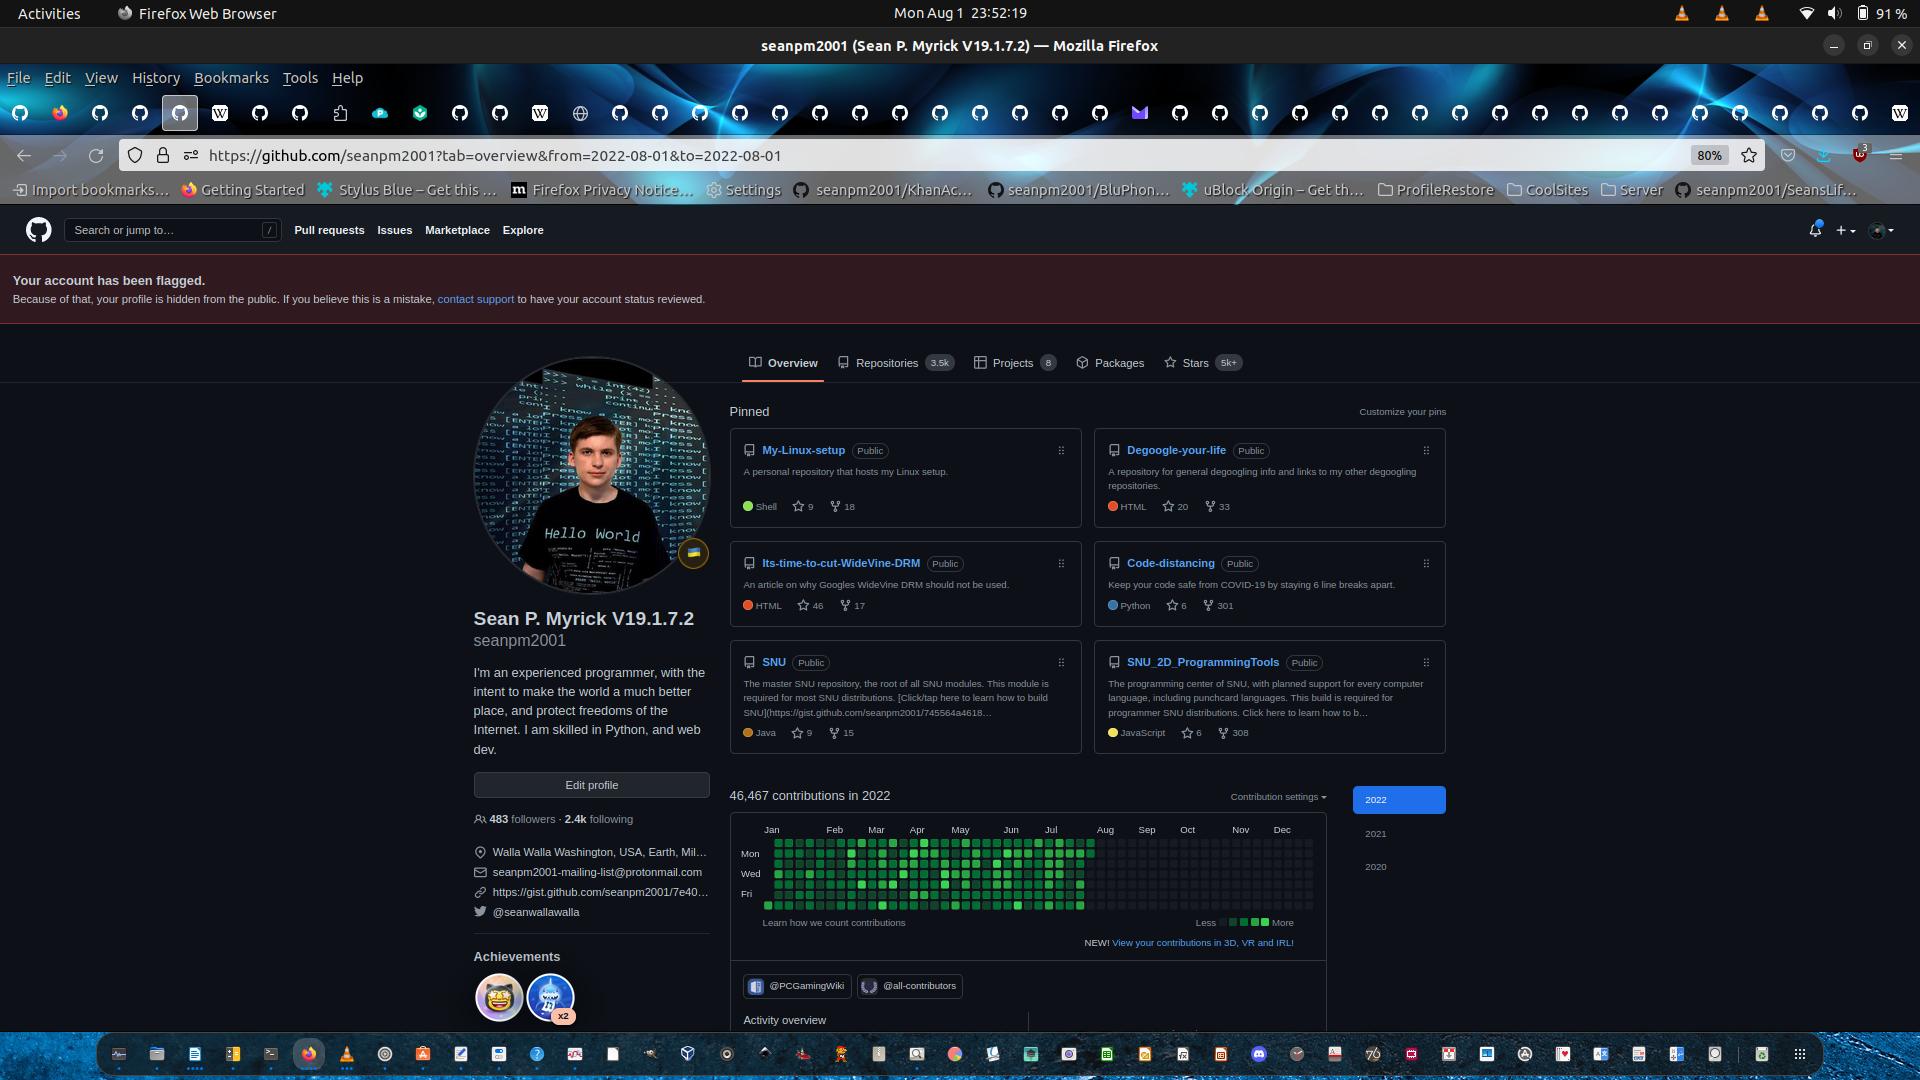 Activities Firefox Web Browser Mon Aug 1 23:52:19 91 %
seanpm2001 (Sean P. Myrick V19.1.7.2) — Mozilla Firefox
File Edit View History Bookmarks Tools Help
https://github.com/seanpm2001?tab=overview&from=2022-08-01&to=2022-08-01 80% 3
Import bookmarks… Getting Started Stylus Blue – Get this … Firefox Privacy Notice… Settings seanpm2001/KhanAc… seanpm2001/BluPhon… uBlock Origin – Get th… ProfileRestore CoolSites Server seanpm2001/SeansLif…
Search or jump to… / Pull requests Issues Marketplace Explore
Your account has been flagged.
Because of that, your profile is hidden from the public. If you believe this is a mistake, contact support to have your account status reviewed.
Overview Repositories 3.5k Projects 8 Packages Stars 5k+
Hello World
Sean P. Myrick V19.1.7.2
seanpm2001
I'm an experienced programmer, with the
intent to make the world a much better
place, and protect freedoms of the
Internet. I am skilled in Python, and web
dev.
Edit profile
483 followers · 2.4k following
Walla Walla Washington, USA, Earth, Mil…
seanpm2001-mailing-list@protonmail.com
https://gist.github.com/seanpm2001/7e40…
@seanwallawalla
Achievements
x2
Pinned Customize your pins
My-Linux-setup Public
A personal repository that hosts my Linux setup.
Shell 9 18
Degoogle-your-life Public
A repository for general degoogling info and links to my other degoogling
repositories.
HTML 20 33
Its-time-to-cut-WideVine-DRM Public
An article on why Googles WideVine DRM should not be used.
HTML 46 17
Code-distancing Public
Keep your code safe from COVID-19 by staying 6 line breaks apart.
Python 6 301
SNU Public
The master SNU repository, the root of all SNU modules. This module is
required for most SNU distributions. [Click/tap here to learn how to build
SNU](https://gist.github.com/seanpm2001/745564a4618…
Java 9 15
SNU_2D_ProgrammingTools Public
The programming center of SNU, with planned support for every computer
language, including punchcard languages. This build is required for
programmer SNU distributions. Click here to learn how to b…
JavaScript 6 308
46,467 contributions in 2022 Contribution settings
2022
2021
2020
Jan Feb Mar Apr May Jun Jul Aug Sep Oct Nov Dec
Mon
Wed
Fri
Learn how we count contributions Less More
NEW! View your contributions in 3D, VR and IRL!
@PCGamingWiki @all-contributors
Activity overview